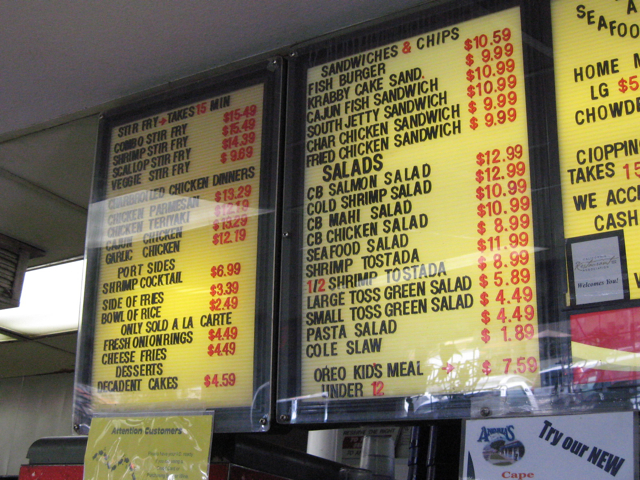 STIR FRY + TAKES 15 MIN
COMBO STIR FRY $15.49
SHRIMP STIR FRY $15.49
SCALLOP STIR FRY $14.39
VEGGIE STIR FRY $9.69
CHARBROILED CHICKEN DINNERS
CHICKEN PARMESAN $13.29
CHICKEN TERIYAKI
CAJUN CHICKEN $13.29
GARLIC CHICKEN $12.19
PORT SIDES
SHRIMP COCKTAIL $6.99
SIDE OF FRIES $3.39
BOWL OF RICE $2.49
ONLY SOLD A LA CARTE
FRESH ONION RINGS $4.49
CHEESE FRIES $4.49
DESSERTS
DECADENT CAKES $4.59
SANDWICHES & CHIPS
FISH BURGER $10.59
KRABBY CAKE SAND. $9.99
CAJUN FISH SANDWICH $10.99
SOUTH JETTY SANDWICH $10.99
CHAR CHICKEN SANDWICH $9.99
FRIED CHICKEN SANDWICH $9.99
SALADS
CB SALMON SALAD $12.99
COLD SHRIMP SALAD $12.99
CB MAHI SALAD $10.99
CB CHICKEN SALAD $10.99
SEAFOOD SALAD $8.99
SHRIMP TOSTADA $11.99
1/2 SHRIMP TOSTADA $8.99
LARGE TOSS GREEN SALAD $5.89
SMALL TOSS GREEN SALAD $4.49
PASTA SALAD $4.49
COLE SLAW $1.89
OREO KID'S MEAL $7.59
UNDER 12
SEAFOO
HOME M
LG $5
CHOWD
CIOPPIN
TAKES 15
WE ACC
CASH
Welcomes You!
Attention Customers
Try our NEW
Cape